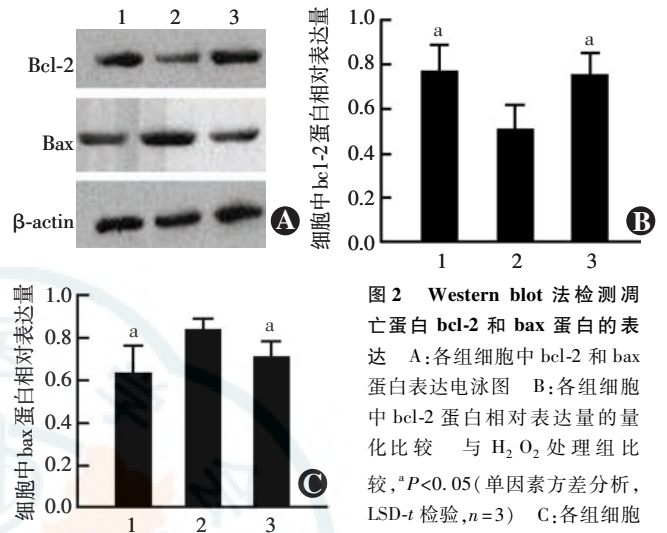 1 2 3
Bcl-2
Bax
β-actin
A
细胞中bcl-2蛋白相对表达量
1.0
0.8
0.6
0.4
0.2
0.0
a
a
1 2 3
B
细胞中bax蛋白相对表达量
1.0
0.8
0.6
0.4
0.2
0.0
a
a
1 2 3
C
图2 Western blot 法检测凋
亡蛋白 bcl-2 和 bax 蛋白的表
达 A:各组细胞中 bcl-2 和 bax
蛋白表达电泳图 B:各组细胞
中 bcl-2 蛋白相对表达量的量
化比较 与 H₂O₂ 处理组比
较,ᵃP<0.05(单因素方差分析,
LSD-t 检验,n=3) C:各组细胞